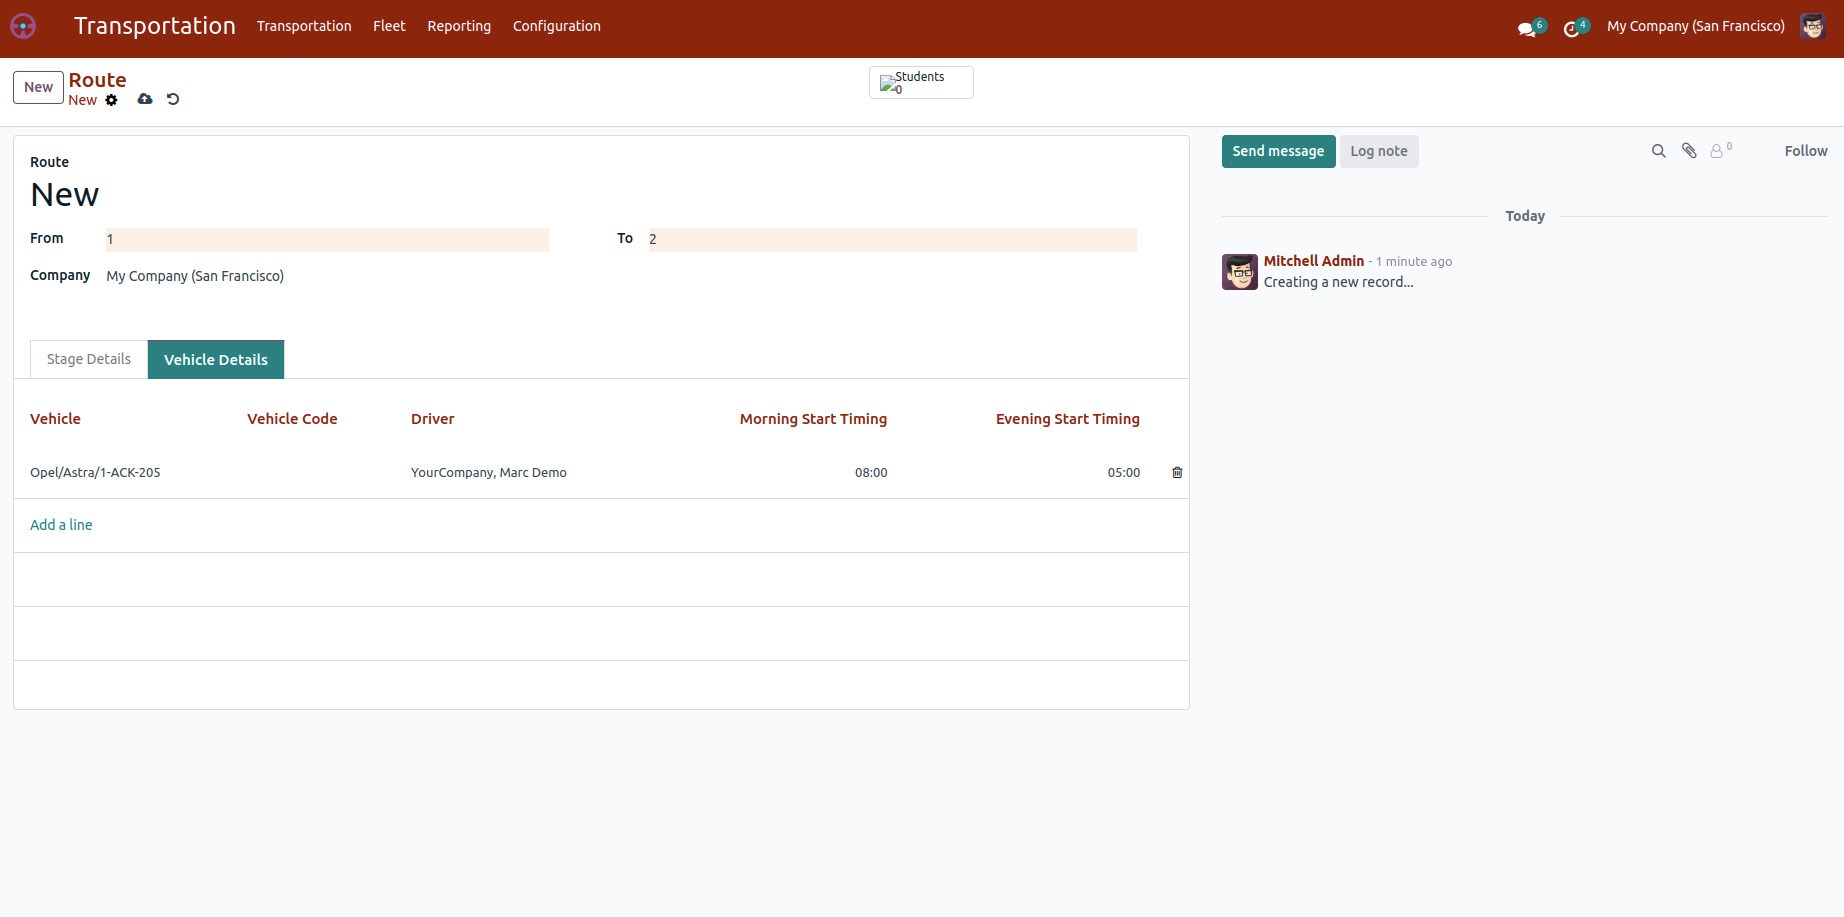 Transportation Transportation Fleet Reporting Configuration 6 4 My Company (San Francisco)
New Route Students
New 0
Send message Log note 0 Follow
Route
New
Today
From 1 To 2
Mitchell Admin - 1 minute ago
Company My Company (San Francisco)
Creating a new record...
Stage Details Vehicle Details
Vehicle Vehicle Code Driver Morning Start Timing Evening Start Timing
Opel/Astra/1-ACK-205 YourCompany, Marc Demo 08:00 05:00
Add a line